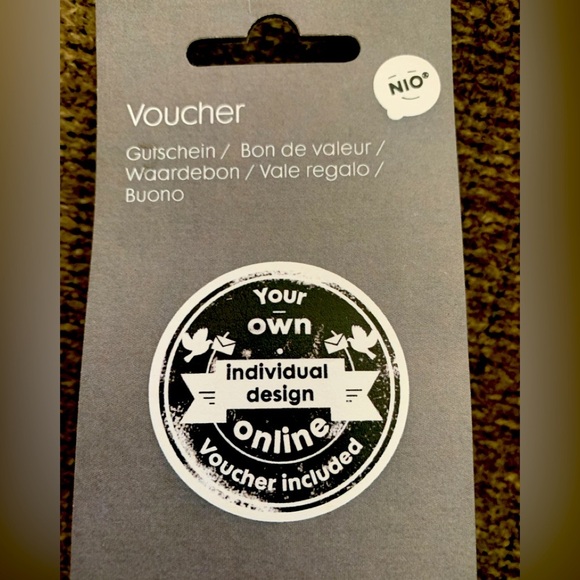 NIO®
Voucher
Gutschein / Bon de valeur /
Waardebon / Vale regalo /
Buono
Your
own
individual
design
online
Voucher included